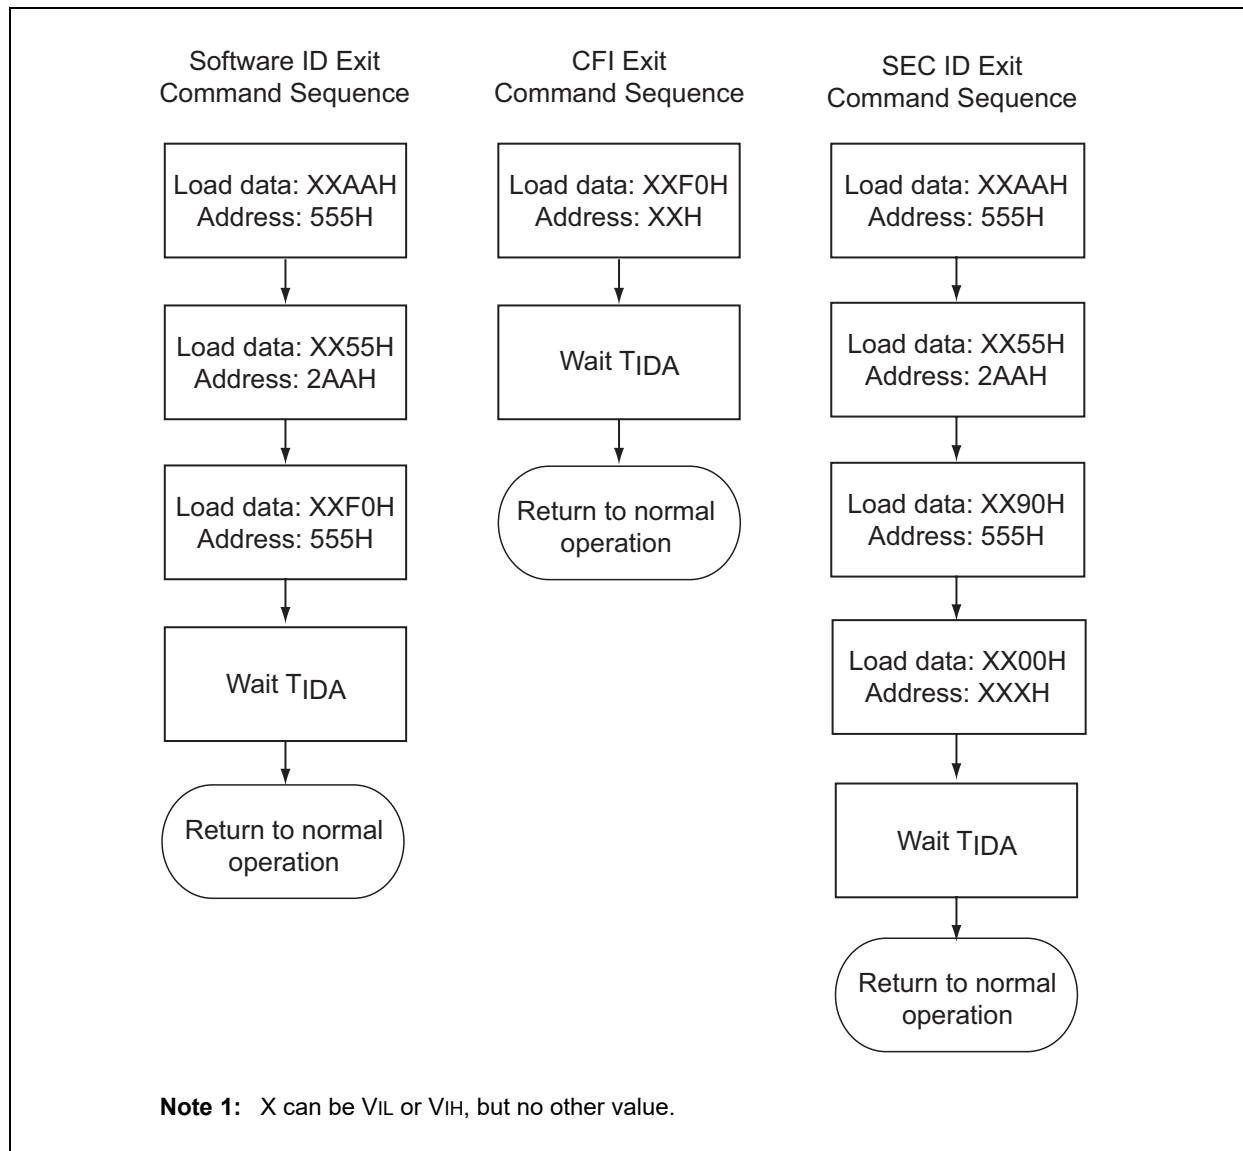 Software ID Exit
Command Sequence
Load data: XXAAH
Address: 555H
Load data: XX55H
Address: 2AAH
Load data: XXF0H
Address: 555H
Wait TIDA
Return to normal
operation
CFI Exit
Command Sequence
Load data: XXF0H
Address: XXH
Wait TIDA
Return to normal
operation
SEC ID Exit
Command Sequence
Load data: XXAAH
Address: 555H
Load data: XX55H
Address: 2AAH
Load data: XX90H
Address: 555H
Load data: XX00H
Address: XXXH
Wait TIDA
Return to normal
operation
Note 1: X can be VIL or VIH, but no other value.